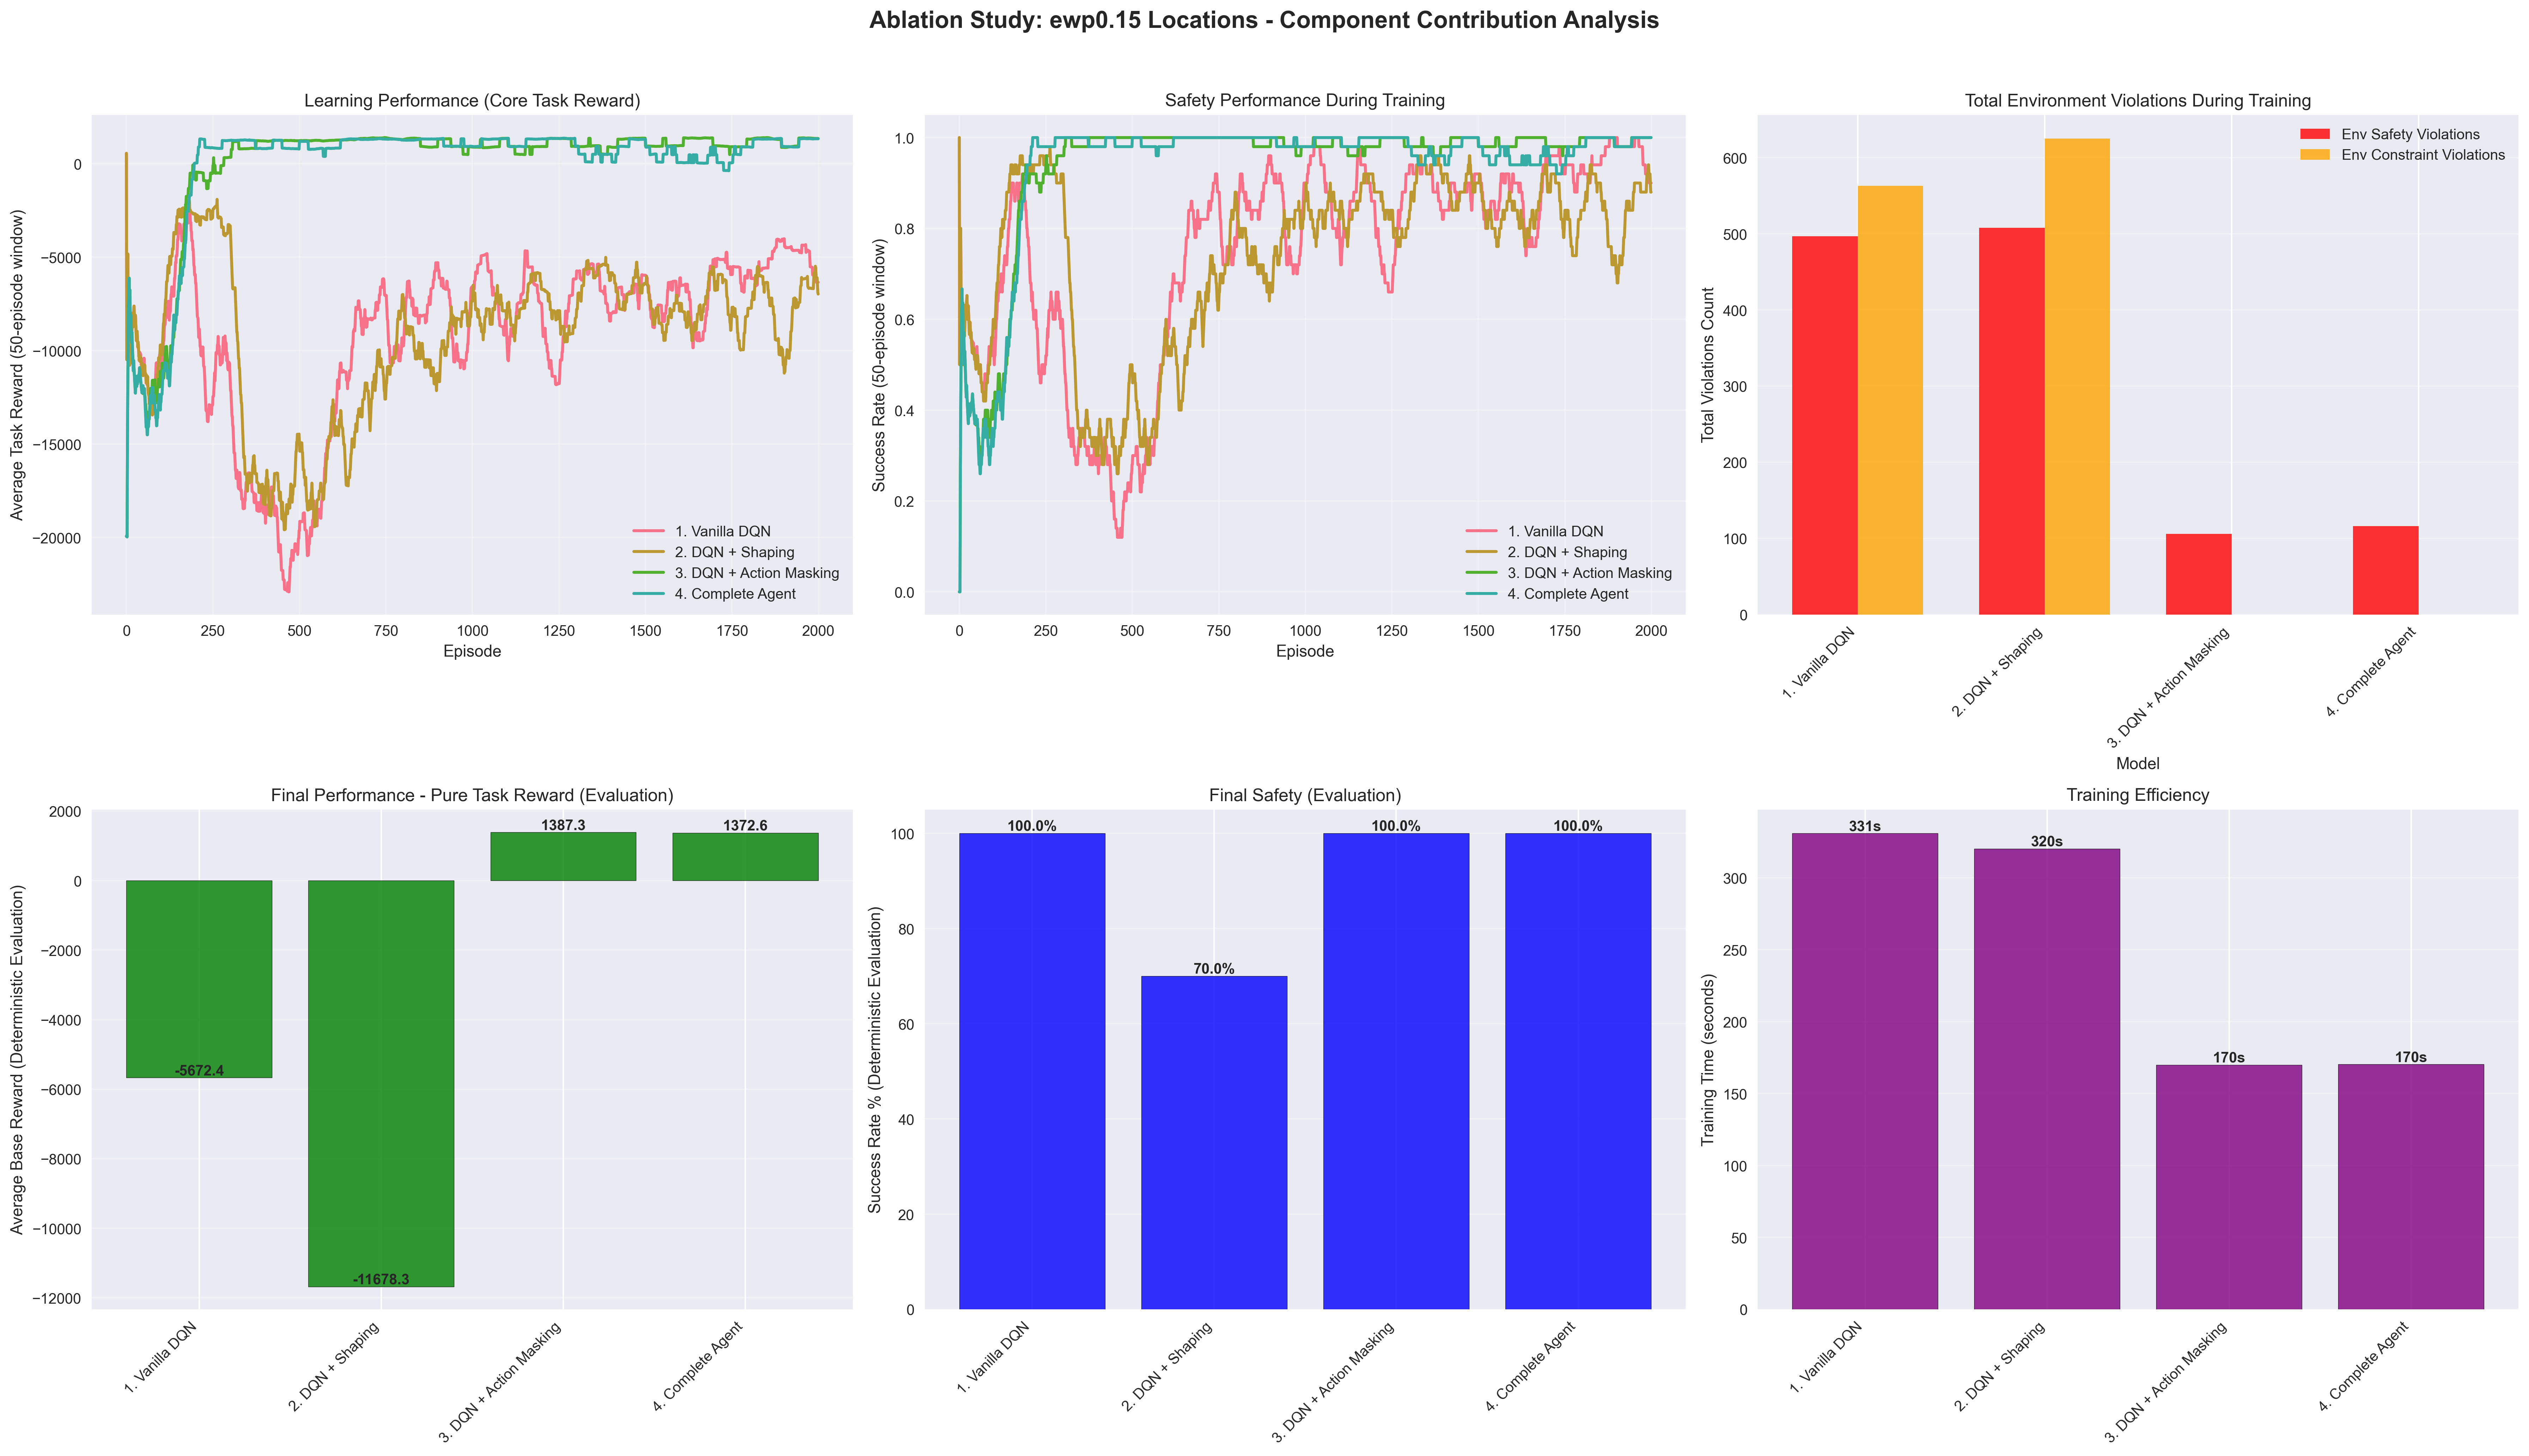 Ablation Study: ewp0.15 Locations - Component Contribution Analysis
Learning Performance (Core Task Reward)
Average Task Reward (50-episode window)
0
−5000
−10000
−15000
−20000
1. Vanilla DQN
2. DQN + Shaping
3. DQN + Action Masking
4. Complete Agent
0 250 500 750 1000 1250 1500 1750 2000
Episode
Safety Performance During Training
Success Rate (50-episode window)
1.0
0.8
0.6
0.4
0.2
0.0
1. Vanilla DQN
2. DQN + Shaping
3. DQN + Action Masking
4. Complete Agent
0 250 500 750 1000 1250 1500 1750 2000
Episode
Total Environment Violations During Training
Total Violations Count
600
500
400
300
200
100
0
Env Safety Violations
Env Constraint Violations
1. Vanilla DQN
2. DQN + Shaping
3. DQN + Action Masking
4. Complete Agent
Model
Final Performance - Pure Task Reward (Evaluation)
Average Base Reward (Deterministic Evaluation)
2000
0
−2000
−4000
−6000
−8000
−10000
−12000
-5672.4
-11678.3
1387.3
1372.6
1. Vanilla DQN
2. DQN + Shaping
3. DQN + Action Masking
4. Complete Agent
Final Safety (Evaluation)
Success Rate % (Deterministic Evaluation)
100
80
60
40
20
0
100.0%
70.0%
100.0%
100.0%
1. Vanilla DQN
2. DQN + Shaping
3. DQN + Action Masking
4. Complete Agent
Training Efficiency
Training Time (seconds)
300
250
200
150
100
50
0
331s
320s
170s
170s
1. Vanilla DQN
2. DQN + Shaping
3. DQN + Action Masking
4. Complete Agent